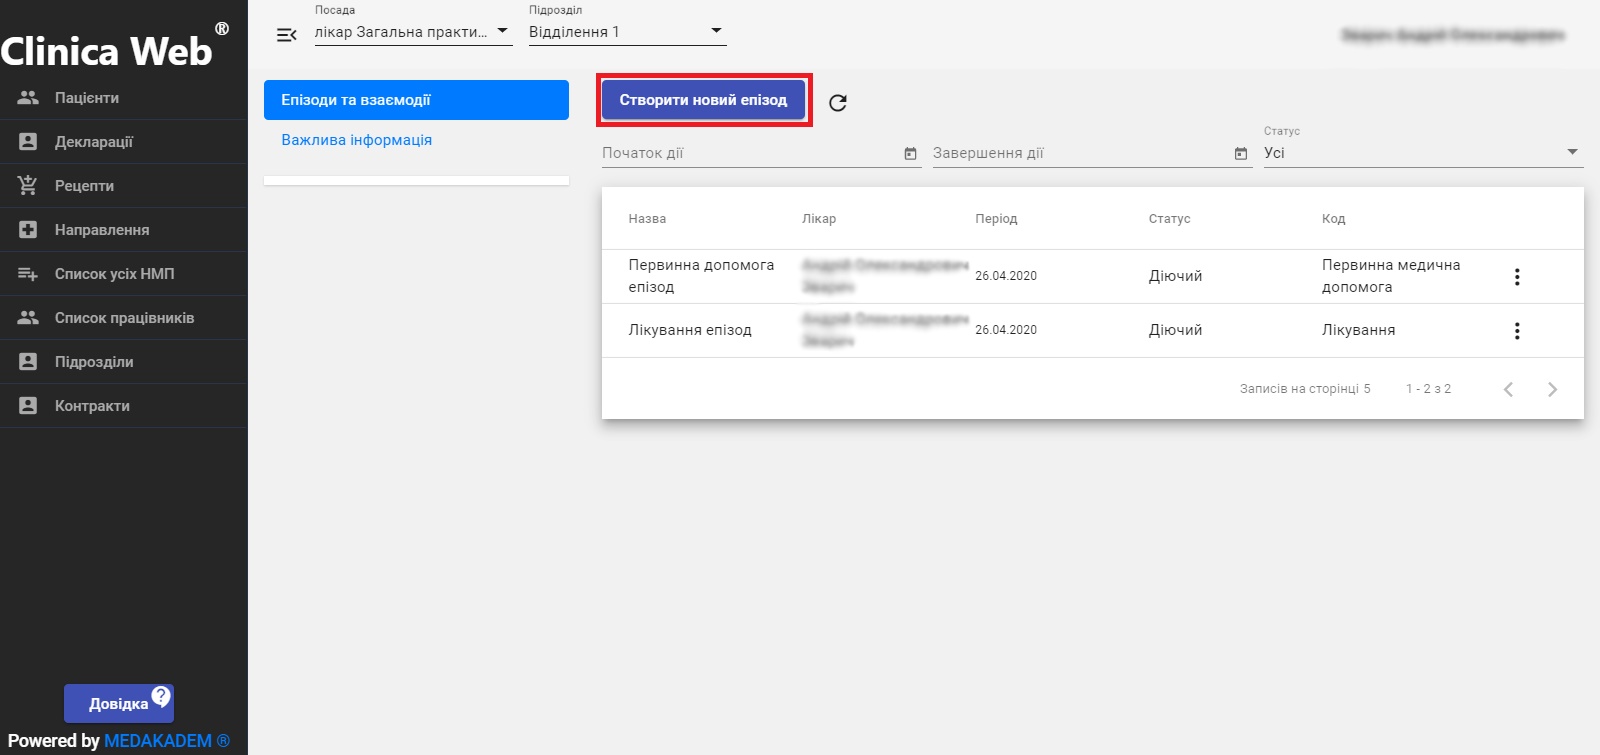 Clinica Web ®
Пацієнти
Декларації
Рецепти
Направлення
Список усіх НМП
Список працівників
Підрозділи
Контракти
Довідка
Powered by MEDAKADEM ®
Посада
лікар Загальна практи...
Підрозділ
Відділення 1
Епізоди та взаємодії
Важлива інформація
Створити новий епізод
Початок дії
Завершення дії
Статус
Усі
Назва Лікар Період Статус Код
Первинна допомога
епізод
26.04.2020
Діючий
Первинна медична
допомога
Лікування епізод
26.04.2020
Діючий
Лікування
Записів на сторінці 5 1 - 2 з 2